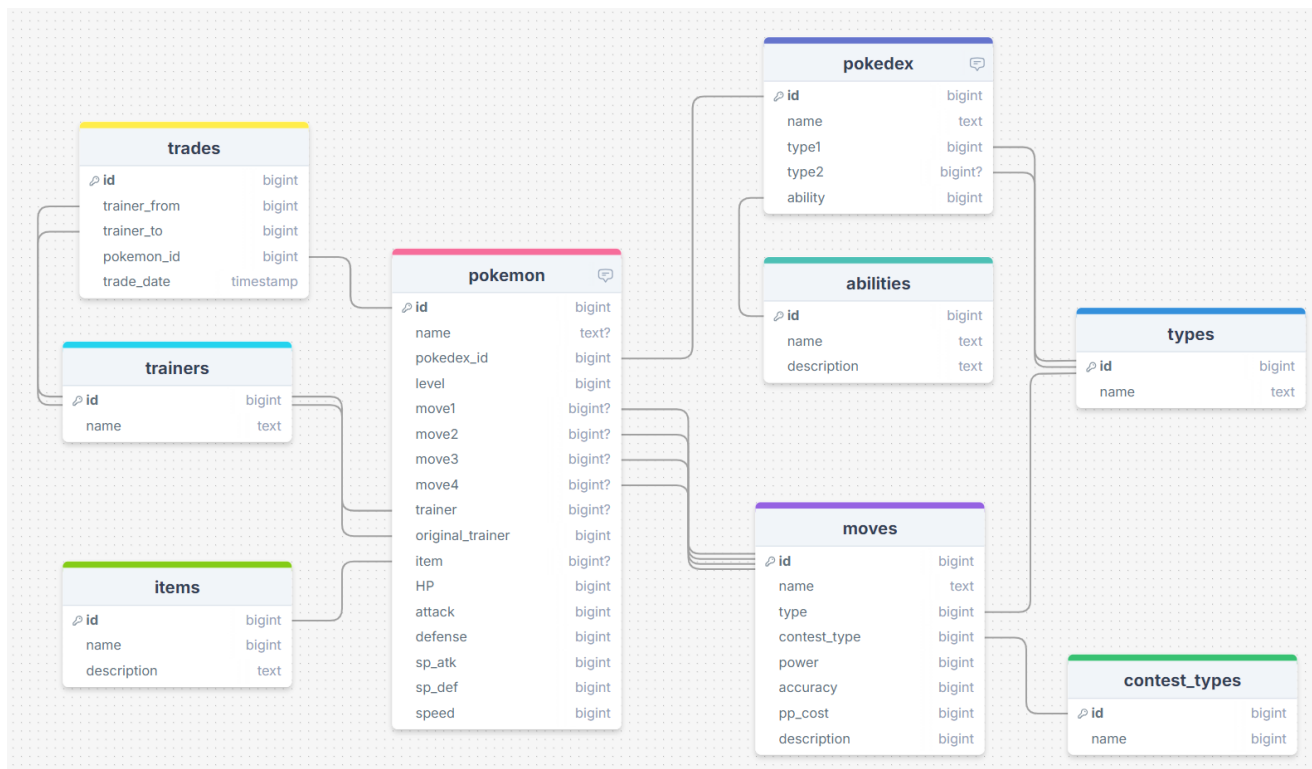 trades
id bigint
trainer_from bigint
trainer_to bigint
pokemon_id bigint
trade_date timestamp
trainers
id bigint
name text
items
id bigint
name bigint
description text
pokemon
id bigint
name text?
pokedex_id bigint
level bigint
move1 bigint?
move2 bigint?
move3 bigint?
move4 bigint?
trainer bigint?
original_trainer bigint
item bigint?
HP bigint
attack bigint
defense bigint
sp_atk bigint
sp_def bigint
speed bigint
pokedex
id bigint
name text
type1 bigint
type2 bigint?
ability bigint
abilities
id bigint
name text
description text
moves
id bigint
name text
type bigint
contest_type bigint
power bigint
accuracy bigint
pp_cost bigint
description bigint
types
id bigint
name text
contest_types
id bigint
name bigint